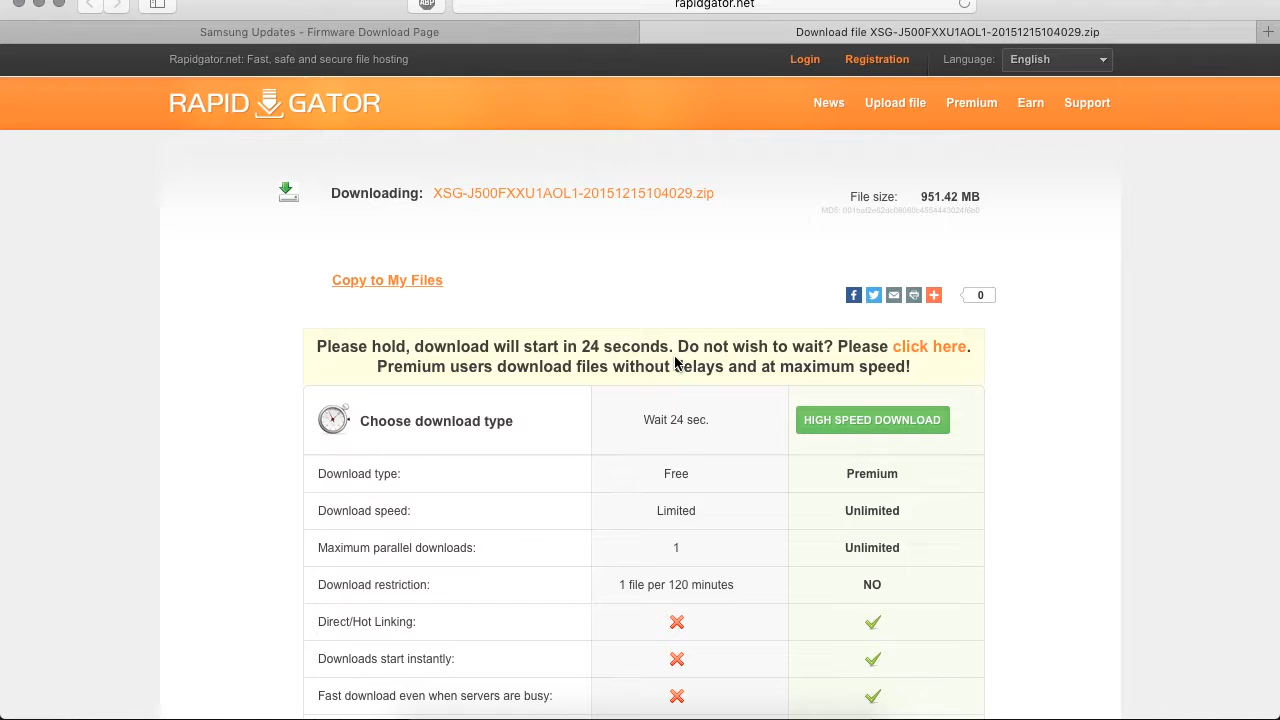 rapidgator.net
Samsung Updates - Firmware Download Page
Download file XSG-J500FXXU1AOL1-20151215104029.zip
Rapidgator.net: Fast, safe and secure file hosting
Login
Registration
Language:
English
RAPID GATOR
News
Upload file
Premium
Earn
Support
Downloading: XSG-J500FXXU1AOL1-20151215104029.zip
File size: 951.42 MB
Copy to My Files
0
Please hold, download will start in 24 seconds. Do not wish to wait? Please click here.
Premium users download files without delays and at maximum speed!
Choose download type
Wait 24 sec.
HIGH SPEED DOWNLOAD
Download type: Free Premium
Download speed: Limited Unlimited
Maximum parallel downloads: 1 Unlimited
Download restriction: 1 file per 120 minutes NO
Direct/Hot Linking:
Downloads start instantly:
Fast download even when servers are busy: